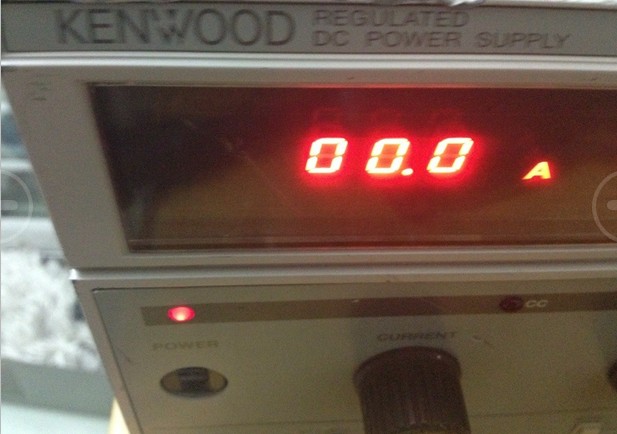 KENWOOD
REGULATED
DC POWER SUPPLY
00.0 A
CC
POWER
CURRENT